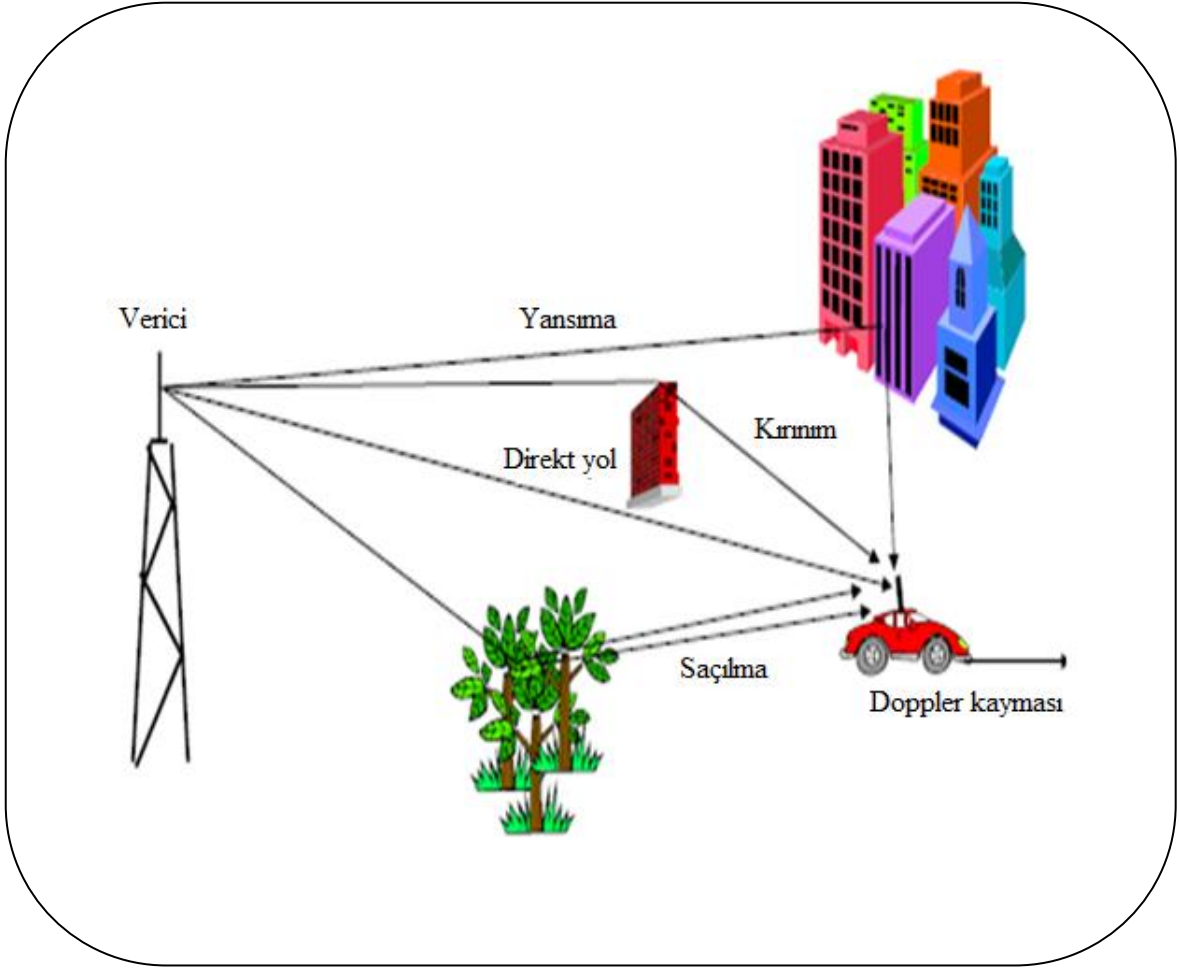 Verici
Yansıma
Kırınım
Direkt yol
Saçılma
Doppler kayması